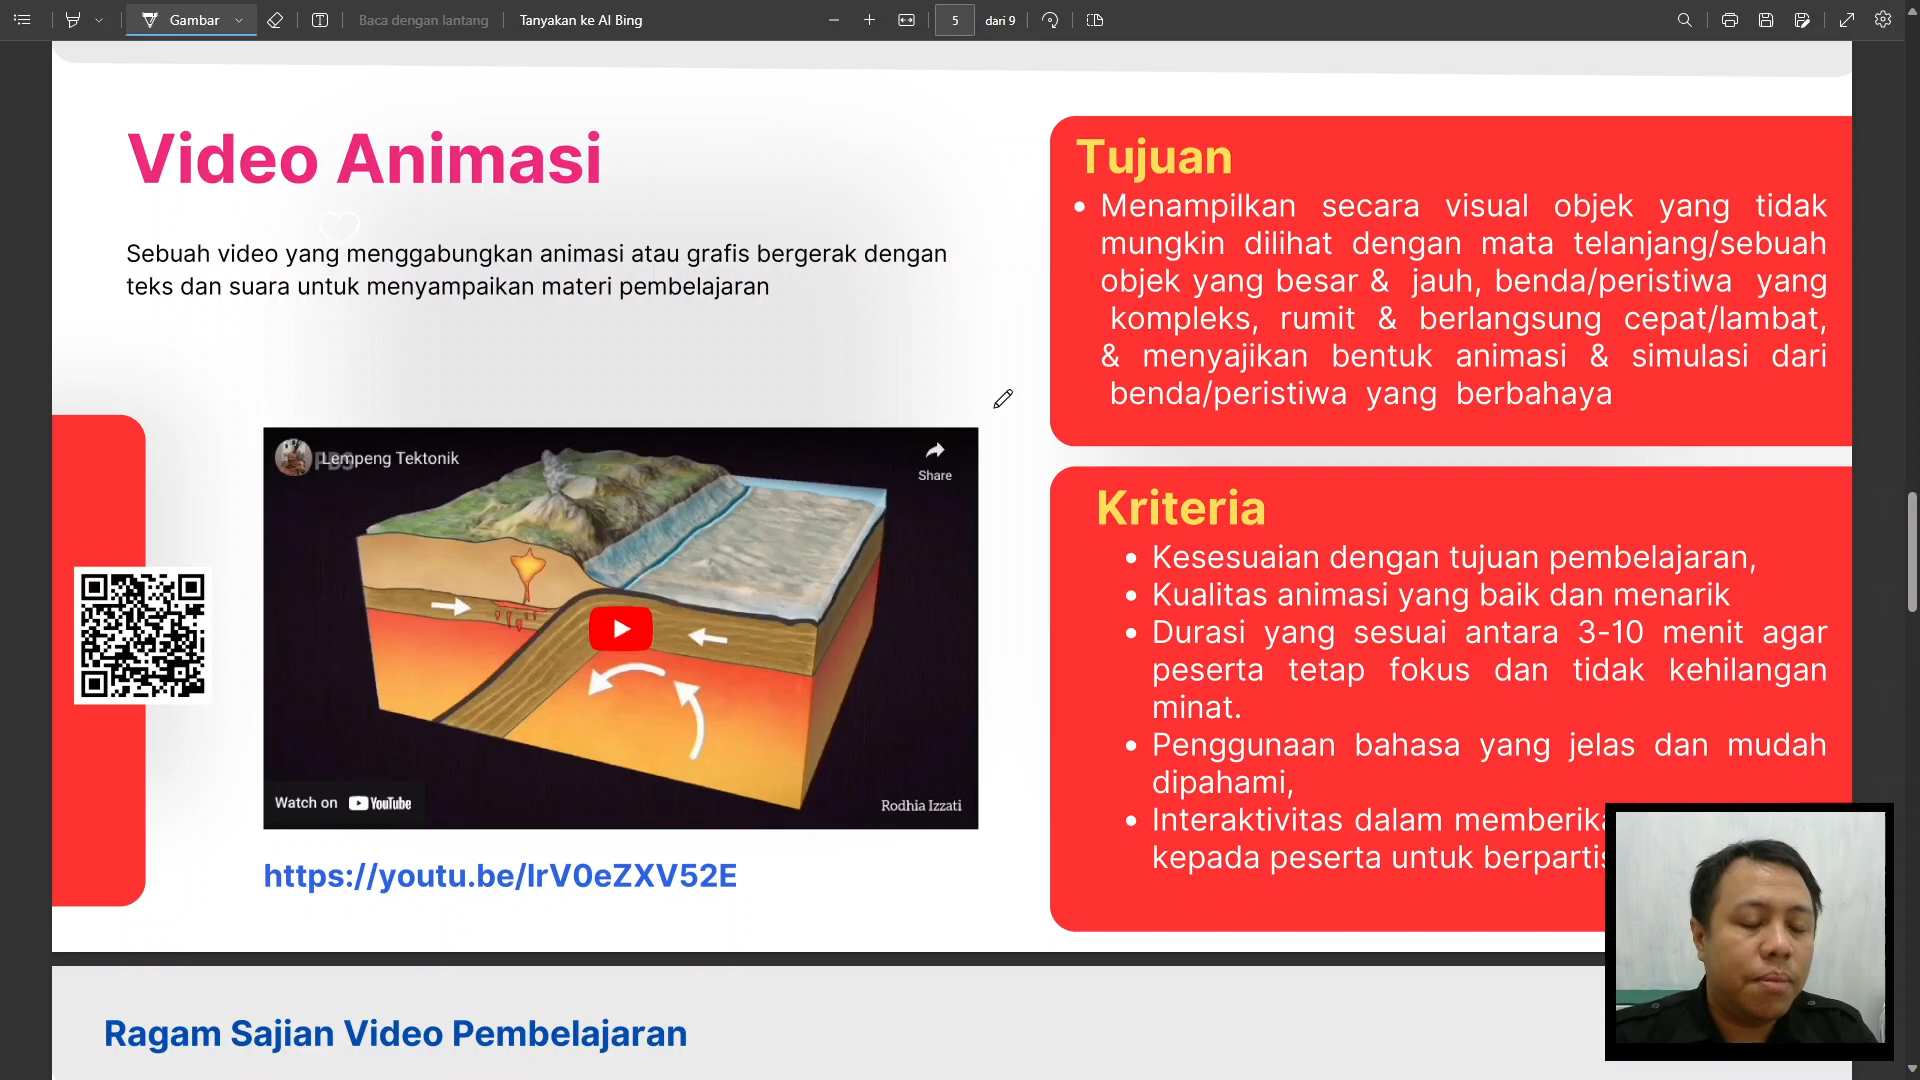 Gambar
Baca dengan lantang
Tanyakan ke AI Bing
5
dari 9
Video Animasi
Sebuah video yang menggabungkan animasi atau grafis bergerak dengan
teks dan suara untuk menyampaikan materi pembelajaran
Lempeng Tektonik
Share
Watch on YouTube
Rodhia Izzati
https://youtu.be/IrV0eZXV52E
Tujuan
• Menampilkan secara visual objek yang tidak
mungkin dilihat dengan mata telanjang/sebuah
objek yang besar & jauh, benda/peristiwa yang
kompleks, rumit & berlangsung cepat/lambat,
& menyajikan bentuk animasi & simulasi dari
benda/peristiwa yang berbahaya
Kriteria
• Kesesuaian dengan tujuan pembelajaran,
• Kualitas animasi yang baik dan menarik
• Durasi yang sesuai antara 3-10 menit agar
peserta tetap fokus dan tidak kehilangan
minat.
• Penggunaan bahasa yang jelas dan mudah
dipahami,
• Interaktivitas dalam
kepada peserta untuk
Ragam Sajian Video Pembelajaran